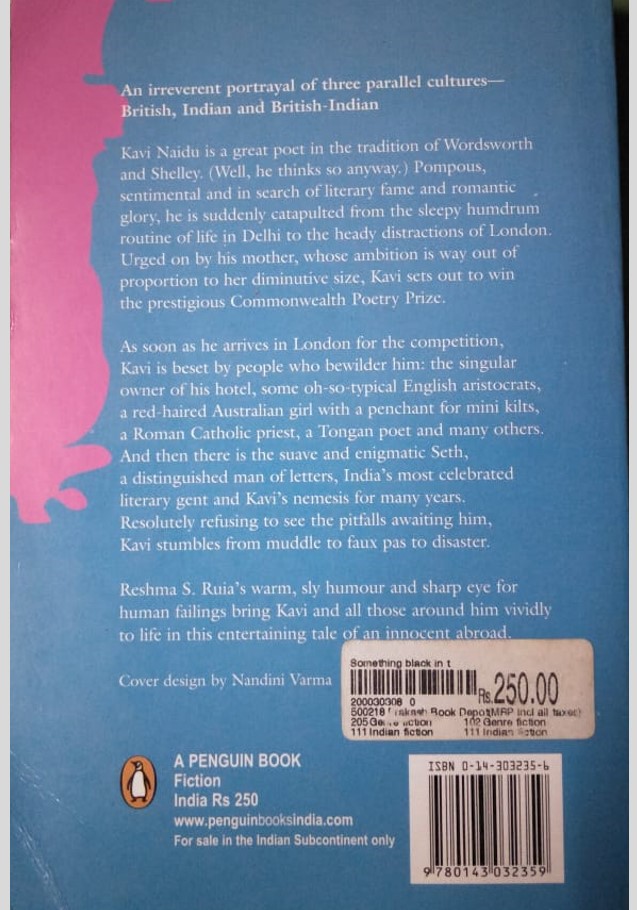 An irreverent portrayal of three parallel cultures—
British, Indian and British-Indian
Kavi Naidu is a great poet in the tradition of Wordsworth
and Shelley. (Well, he thinks so anyway.) Pompous,
sentimental and in search of literary fame and romantic
glory, he is suddenly catapulted from the sleepy humdrum
routine of life in Delhi to the heady distractions of London.
Urged on by his mother, whose ambition is way out of
proportion to her diminutive size, Kavi sets out to win
the prestigious Commonwealth Poetry Prize.
As soon as he arrives in London for the competition,
Kavi is beset by people who bewilder him: the singular
owner of his hotel, some oh-so-typical English aristocrats,
a red-haired Australian girl with a penchant for mini kilts,
a Roman Catholic priest, a Tongan poet and many others.
And then there is the suave and enigmatic Seth,
a distinguished man of letters, India's most celebrated
literary gent and Kavi's nemesis for many years.
Resolutely refusing to see the pitfalls awaiting him,
Kavi stumbles from muddle to faux pas to disaster.
Reshma S. Ruia's warm, sly humour and sharp eye for
human failings bring Kavi and all those around him vividly
to life in this entertaining tale of an innocent abroad.
Cover design by Nandini Varma
Something black in t
Rs.250.00
200030308 0
500218 Book Depot(MRP incl all taxes)
205 102 Genre fiction
111 Indian fiction 111 Indian
A PENGUIN BOOK
Fiction
India Rs 250
www.penguinbooksindia.com
For sale in the Indian Subcontinent only
ISBN 0-14-303235-6
9 780143 032359